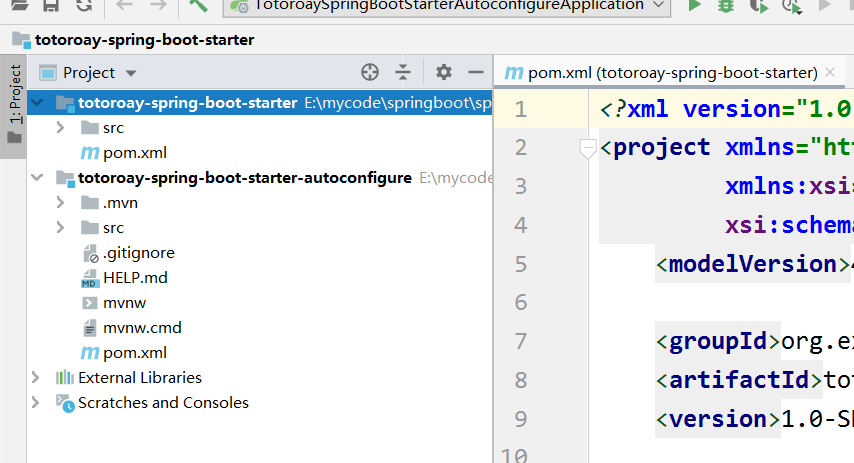 TotoroaySpringBootStarterAutoconfigureApplication
totoroay-spring-boot-starter
1: Project
Project
totoroay-spring-boot-starter E:\mycode\springboot\sp
src
pom.xml
totoroay-spring-boot-starter-autoconfigure E:\mycode
.mvn
src
.gitignore
HELP.md
mvnw
mvnw.cmd
pom.xml
External Libraries
Scratches and Consoles
pom.xml (totoroay-spring-boot-starter)
1 <?xml version="1.0
2 <project xmlns="htt
3 xmlns:xsi=
4 xsi:schema
5 <modelVersion>4
6
7 <groupId>org.ex
8 <artifactId>tot
9 <version>1.0-SN
10